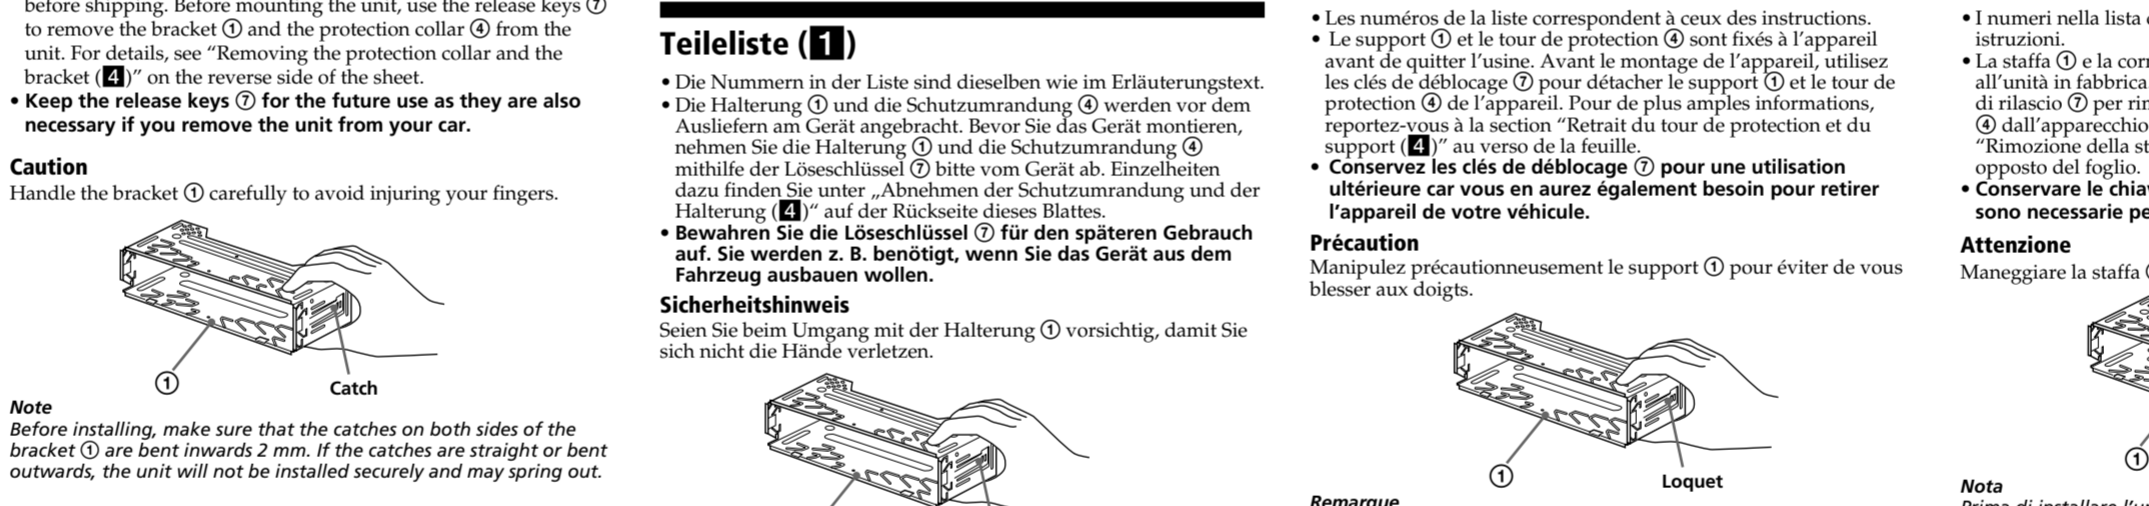 before shipping. Before mounting the unit, use the release keys ⑦
to remove the bracket ① and the protection collar ④ from the
unit. For details, see “Removing the protection collar and the
bracket (4)” on the reverse side of the sheet.
• Keep the release keys ⑦ for the future use as they are also
necessary if you remove the unit from your car.
Caution
Handle the bracket ① carefully to avoid injuring your fingers.
①
Catch
Note
Before installing, make sure that the catches on both sides of the
bracket ① are bent inwards 2 mm. If the catches are straight or bent
outwards, the unit will not be installed securely and may spring out.
Teileliste (1)
• Die Nummern in der Liste sind dieselben wie im Erläuterungstext.
• Die Halterung ① und die Schutzumrandung ④ werden vor dem
Ausliefern am Gerät angebracht. Bevor Sie das Gerät montieren,
nehmen Sie die Halterung ① und die Schutzumrandung ④
mithilfe der Löseschlüssel ⑦ bitte vom Gerät ab. Einzelheiten
dazu finden Sie unter „Abnehmen der Schutzumrandung und der
Halterung (4)“ auf der Rückseite dieses Blattes.
• Bewahren Sie die Löseschlüssel ⑦ für den späteren Gebrauch
auf. Sie werden z. B. benötigt, wenn Sie das Gerät aus dem
Fahrzeug ausbauen wollen.
Sicherheitshinweis
Seien Sie beim Umgang mit der Halterung ① vorsichtig, damit Sie
sich nicht die Hände verletzen.
• Les numéros de la liste correspondent à ceux des instructions.
• Le support ① et le tour de protection ④ sont fixés à l’appareil
avant de quitter l’usine. Avant le montage de l’appareil, utilisez
les clés de déblocage ⑦ pour détacher le support ① et le tour de
protection ④ de l’appareil. Pour de plus amples informations,
reportez-vous à la section “Retrait du tour de protection et du
support (4)” au verso de la feuille.
• Conservez les clés de déblocage ⑦ pour une utilisation
ultérieure car vous en aurez également besoin pour retirer
l’appareil de votre véhicule.
Précaution
Manipulez précautionneusement le support ① pour éviter de vous
blesser aux doigts.
①
Loquet
Remarque
• I numeri nella lista
istruzioni.
• La staffa ① e la
all’unità in fabbrica
di rilascio ⑦ per
④ dall’apparecchio
“Rimozione della
opposto del foglio.
• Conservare le
sono necessarie
Attenzione
Maneggiare la staffa
①
Nota
Prima di installare